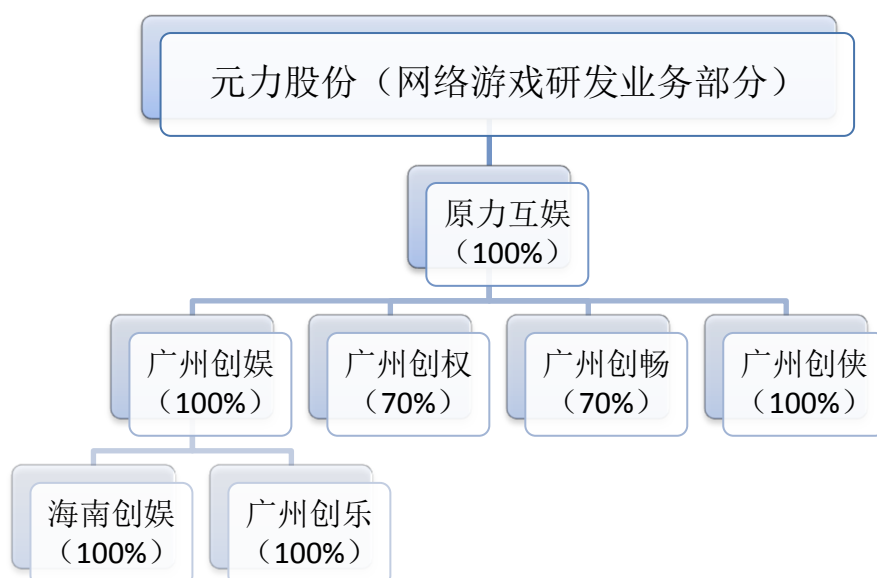 元力股份（网络游戏研发业务部分）
原力互娱
（100%）
广州创娱
（100%）
广州创权
（70%）
广州创畅
（70%）
广州创侠
（100%）
海南创娱
（100%）
广州创乐
（100%）